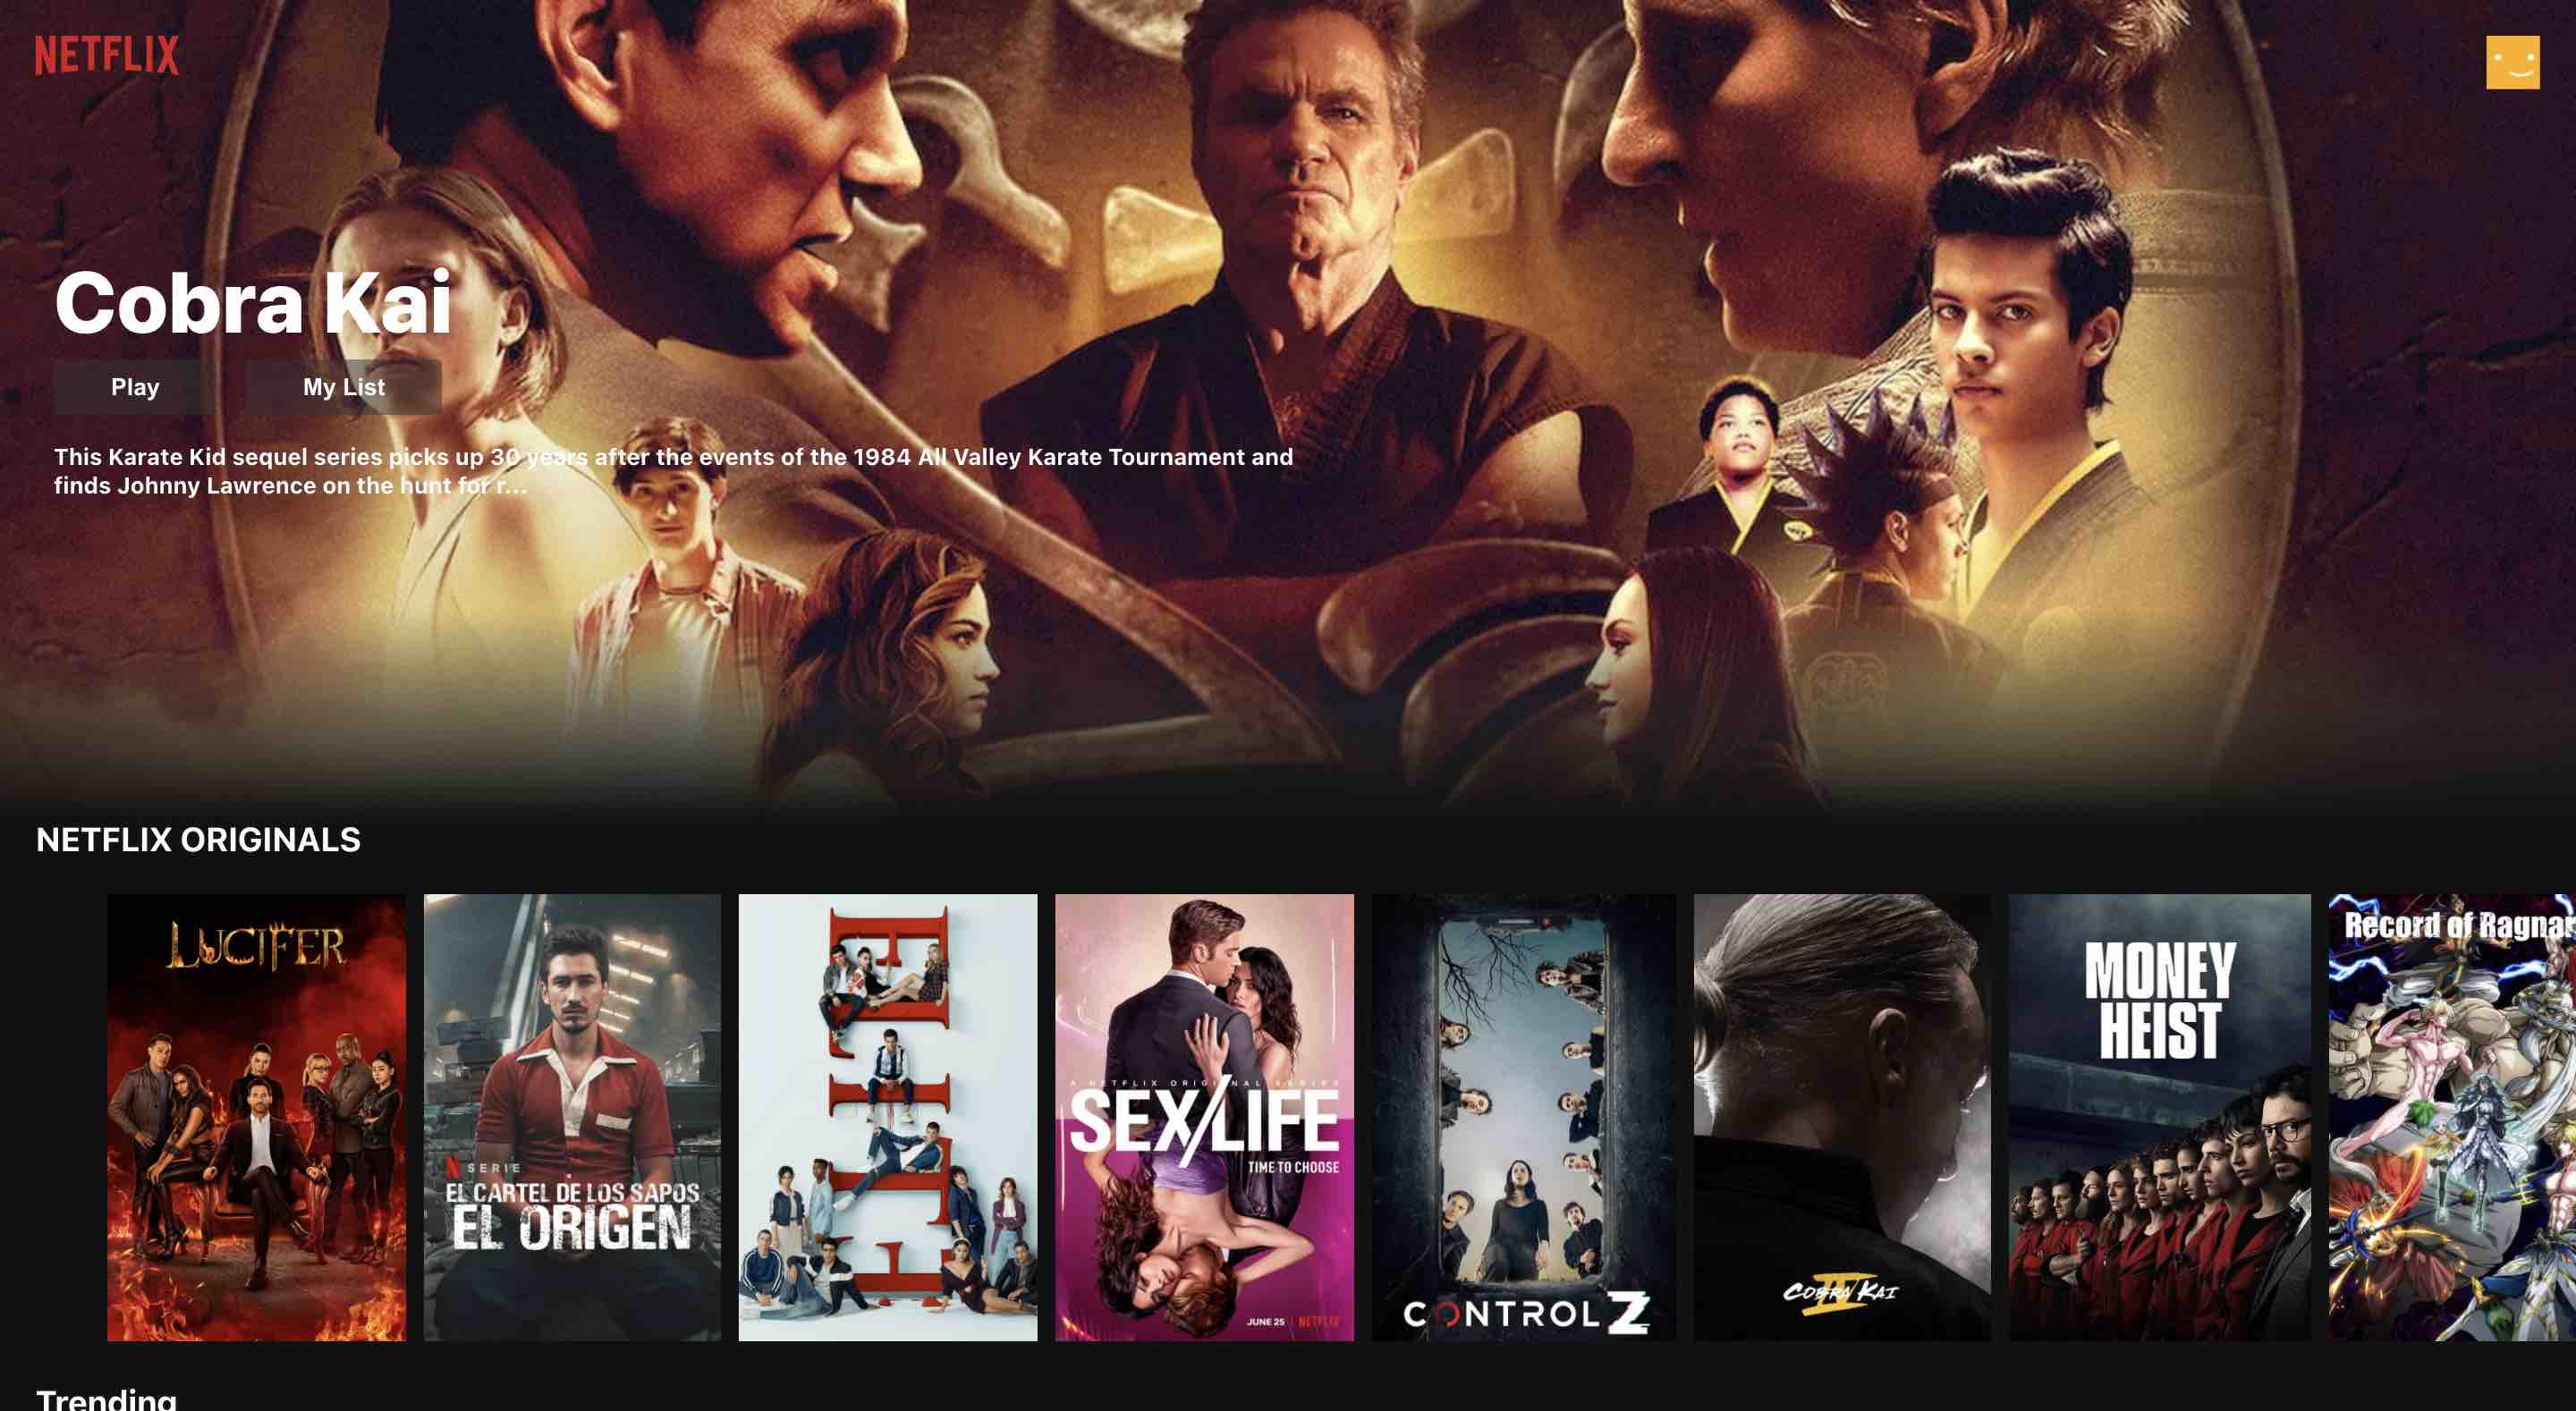 NETFLIX
Cobra Kai
Play
My List
This Karate Kid sequel series picks up 30 years after the events of the 1984 All Valley Karate Tournament and
finds Johnny Lawrence on the hunt for r...
NETFLIX ORIGINALS
LUCIFER
N SERIE
EL CARTEL DE LOS SAPOS
EL ORIGEN
ELITE
A NETFLIX ORIGINAL SERIES
SEX/LIFE
TIME TO CHOOSE
JUNE 25 | NETFLIX
CONTROL Z
COBRA KAI
IV
MONEY
HEIST
Record of Ragnar
Trending